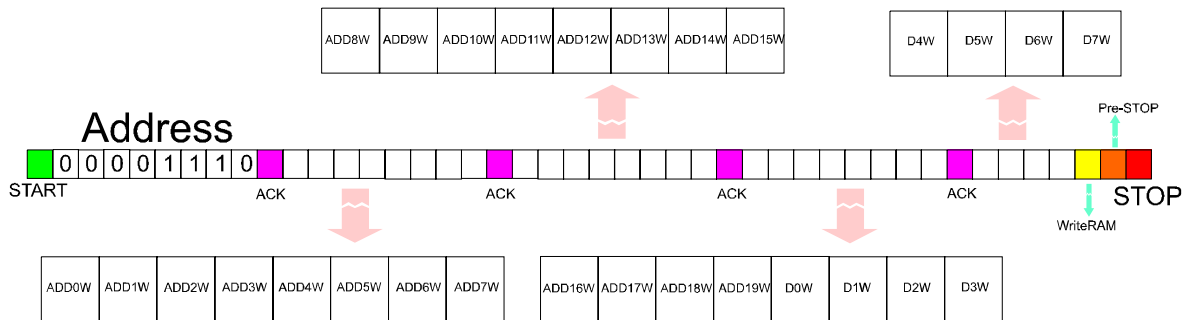 ADD8W ADD9W ADD10W ADD11W ADD12W ADD13W ADD14W ADD15W
D4W D5W D6W D7W
Pre-STOP
Address
0 0 0 0 1 1 1 0
START
ACK
ACK
ACK
ACK
STOP
WriteRAM
ADD0W ADD1W ADD2W ADD3W ADD4W ADD5W ADD6W ADD7W
ADD16W ADD17W ADD18W ADD19W D0W D1W D2W D3W